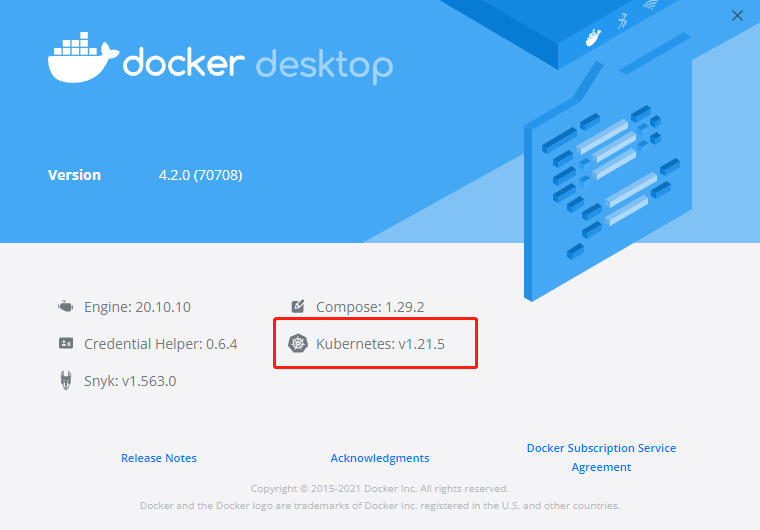 docker desktop
Version 4.2.0 (70708)
Engine: 20.10.10
Compose: 1.29.2
Credential Helper: 0.6.4
Kubernetes: v1.21.5
Snyk: v1.563.0
Release Notes
Acknowledgments
Docker Subscription Service
Agreement
Copyright © 2015-2021 Docker Inc. All rights reserved.
Docker and the Docker logo are trademarks of Docker Inc. registered in the U.S. and other countries.